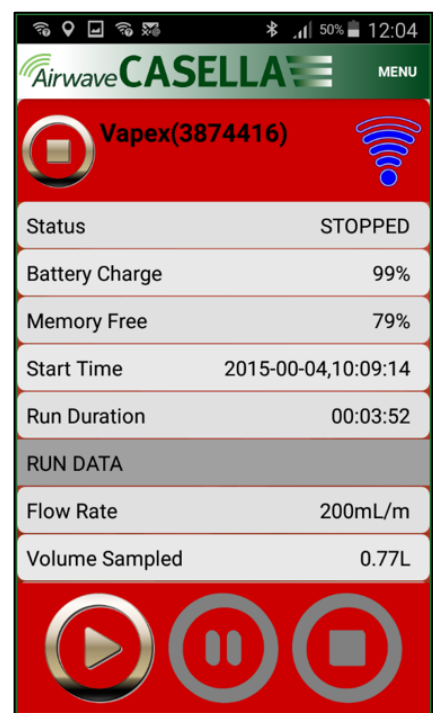 50% 12:04
Airwave CASELLA MENU
Vapex(3874416)
Status STOPPED
Battery Charge 99%
Memory Free 79%
Start Time 2015-00-04,10:09:14
Run Duration 00:03:52
RUN DATA
Flow Rate 200mL/m
Volume Sampled 0.77L